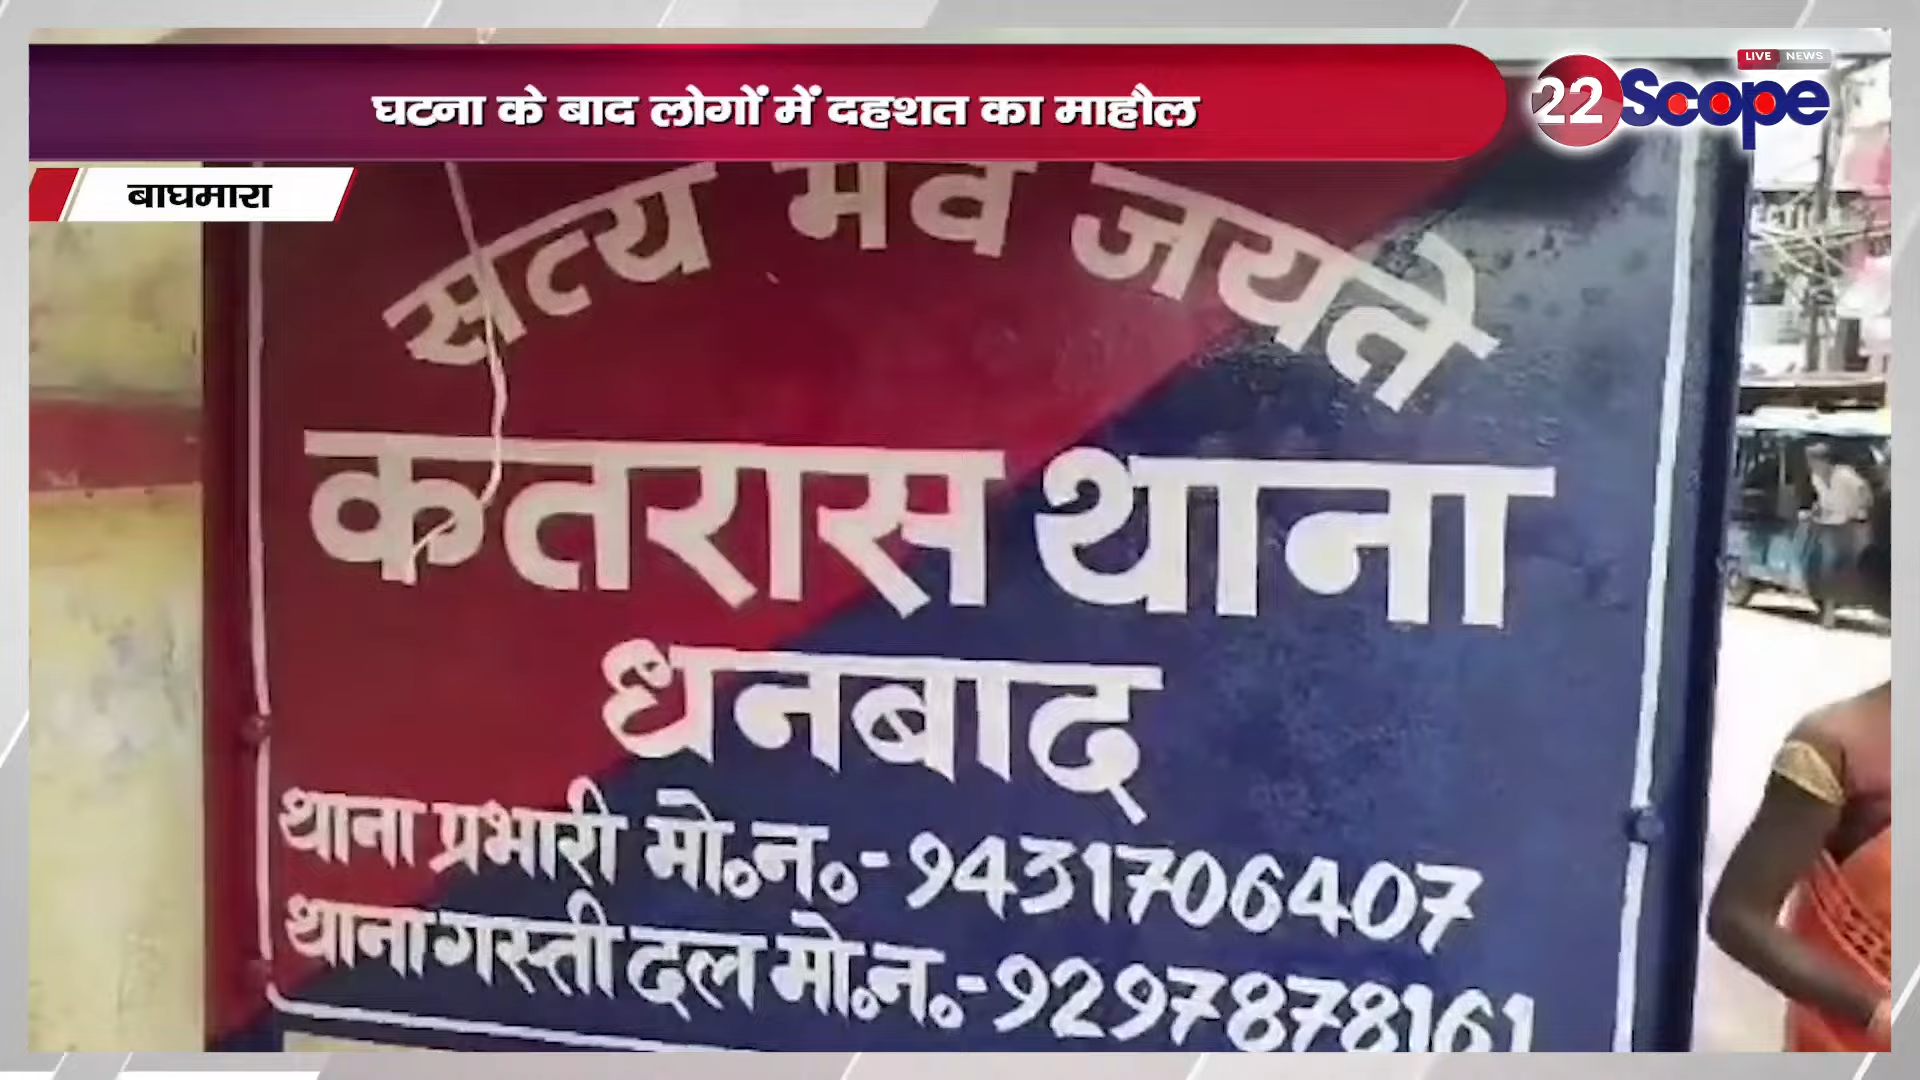 घटना के बाद लोगों में दहशत का माहौल
LIVE NEWS
22Scope
बाघमारा
सत्य मेव जयते
कतरास थाना
धनबाद
थाना प्रभारी मो॰न॰- 9431706407
थाना गस्ती दल मो॰न॰- 9297878161